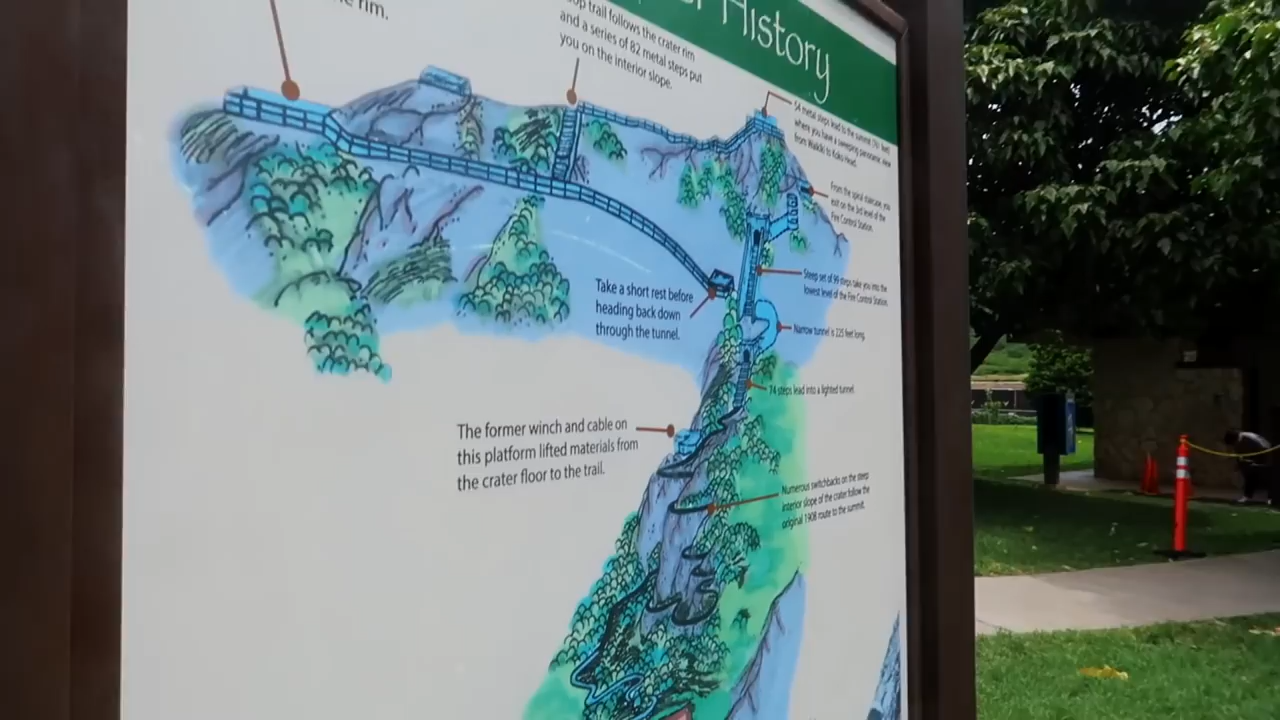 History
rim.
trail follows the crater rim
and a series of 82 metal steps put
you on the interior slope.
54 metal steps lead to the summit (761 feet)
where you have a sweeping panoramic view
from Waikiki to Koko Head.
From the spiral staircase, you
exit on the 3rd level of the
Fire Control Station.
Steep set of 99 steps take you into the
lowest level of the Fire Control Station.
Take a short rest before
heading back down
through the tunnel.
Narrow tunnel is 225 feet long.
74 steps lead into a lighted tunnel.
The former winch and cable on
this platform lifted materials from
the crater floor to the trail.
Numerous switchbacks on the steep
interior slope of the crater follow the
original 1908 route to the summit.